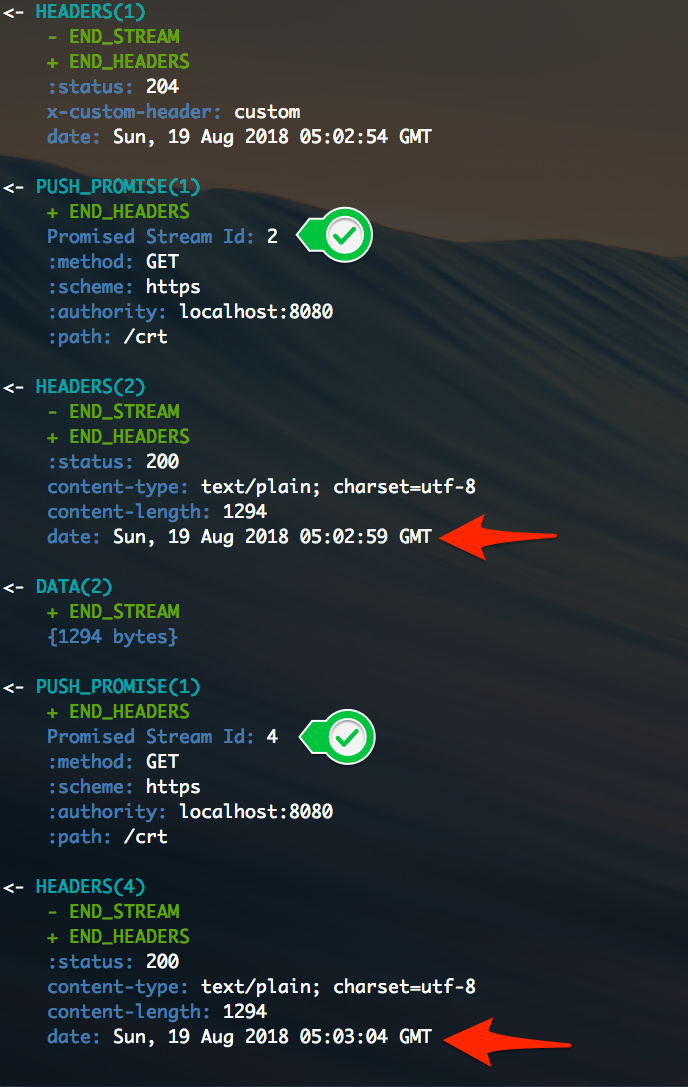 <- HEADERS(1)
- END_STREAM
+ END_HEADERS
:status: 204
x-custom-header: custom
date: Sun, 19 Aug 2018 05:02:54 GMT
<- PUSH_PROMISE(1)
+ END_HEADERS
Promised Stream Id: 2
:method: GET
:scheme: https
:authority: localhost:8080
:path: /crt
<- HEADERS(2)
- END_STREAM
+ END_HEADERS
:status: 200
content-type: text/plain; charset=utf-8
content-length: 1294
date: Sun, 19 Aug 2018 05:02:59 GMT
<- DATA(2)
+ END_STREAM
{1294 bytes}
<- PUSH_PROMISE(1)
+ END_HEADERS
Promised Stream Id: 4
:method: GET
:scheme: https
:authority: localhost:8080
:path: /crt
<- HEADERS(4)
- END_STREAM
+ END_HEADERS
:status: 200
content-type: text/plain; charset=utf-8
content-length: 1294
date: Sun, 19 Aug 2018 05:03:04 GMT